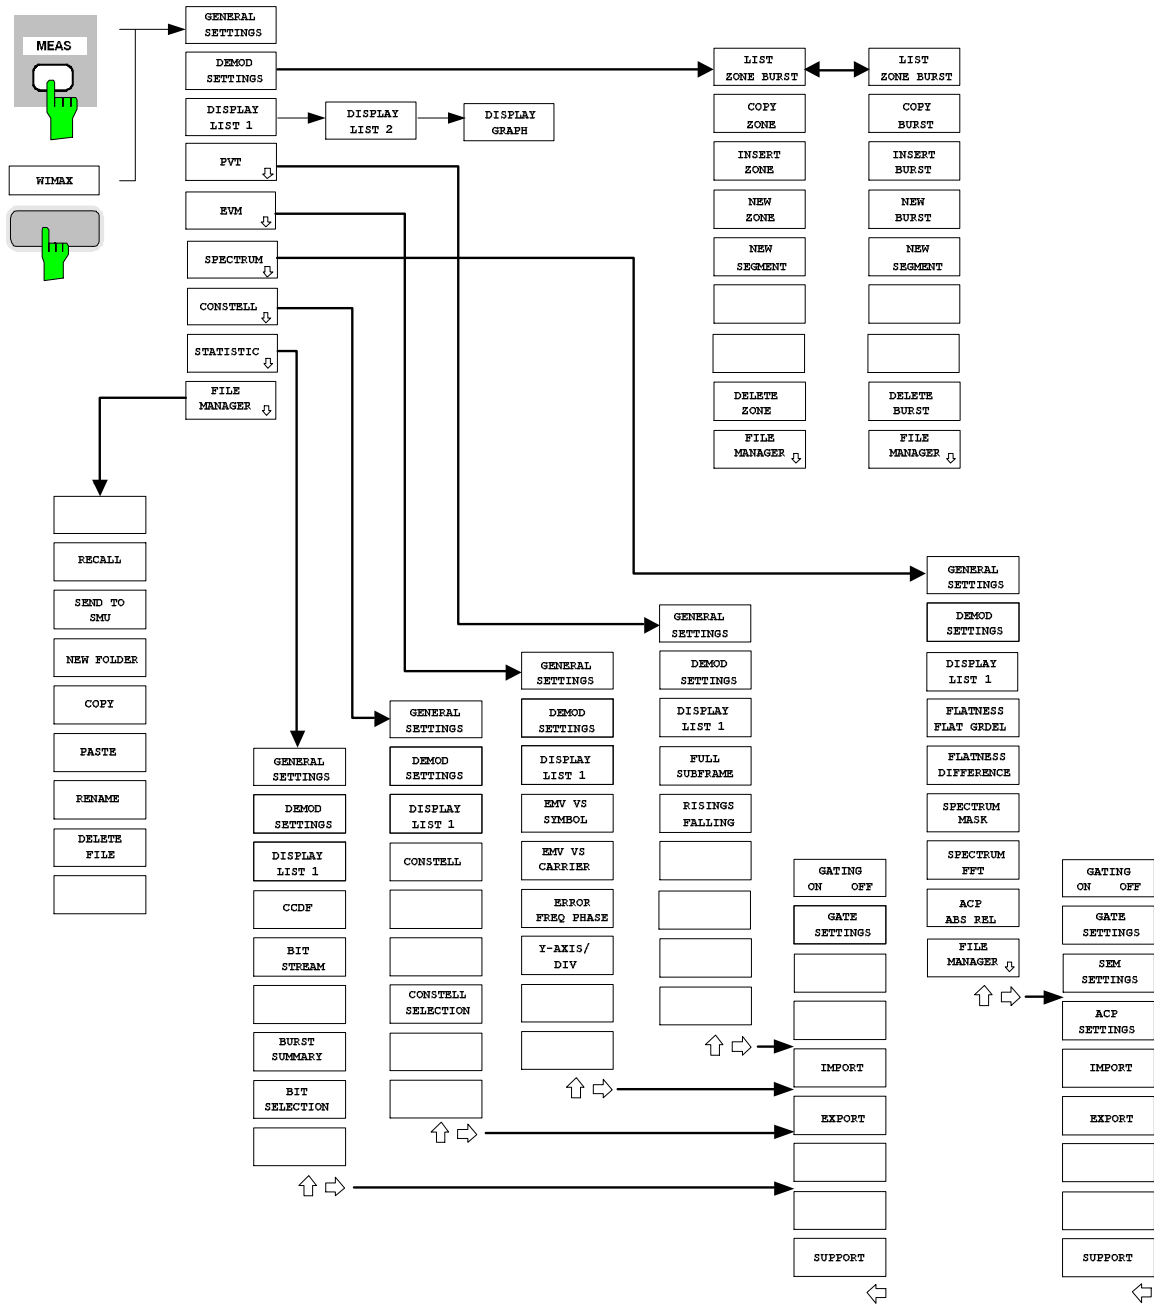 MEAS
WIMAX
GENERAL
SETTINGS
DEMOD
SETTINGS
DISPLAY
LIST 1
DISPLAY
LIST 2
DISPLAY
GRAPH
PVT
EVM
SPECTRUM
CONSTELL
STATISTIC
FILE
MANAGER
LIST
ZONE BURST
COPY
ZONE
INSERT
ZONE
NEW
ZONE
NEW
SEGMENT
DELETE
ZONE
FILE
MANAGER
LIST
ZONE BURST
COPY
BURST
INSERT
BURST
NEW
BURST
NEW
SEGMENT
DELETE
BURST
FILE
MANAGER
RECALL
SEND TO
SMU
NEW FOLDER
COPY
PASTE
RENAME
DELETE
FILE
GENERAL
SETTINGS
DEMOD
SETTINGS
DISPLAY
LIST 1
CCDF
BIT
STREAM
BURST
SUMMARY
BIT
SELECTION
GENERAL
SETTINGS
DEMOD
SETTINGS
DISPLAY
LIST 1
CONSTELL
CONSTELL
SELECTION
GENERAL
SETTINGS
DEMOD
SETTINGS
DISPLAY
LIST 1
EMV VS
SYMBOL
EMV VS
CARRIER
ERROR
FREQ PHASE
Y-AXIS/
DIV
GENERAL
SETTINGS
DEMOD
SETTINGS
DISPLAY
LIST 1
FULL
SUBFRAME
RISINGS
FALLING
GATING
ON OFF
GATE
SETTINGS
IMPORT
EXPORT
SUPPORT
GENERAL
SETTINGS
DEMOD
SETTINGS
DISPLAY
LIST 1
FLATNESS
FLAT GRDEL
FLATNESS
DIFFERENCE
SPECTRUM
MASK
SPECTRUM
FFT
ACP
ABS REL
FILE
MANAGER
GATING
ON OFF
GATE
SETTINGS
SEM
SETTINGS
ACP
SETTINGS
IMPORT
EXPORT
SUPPORT